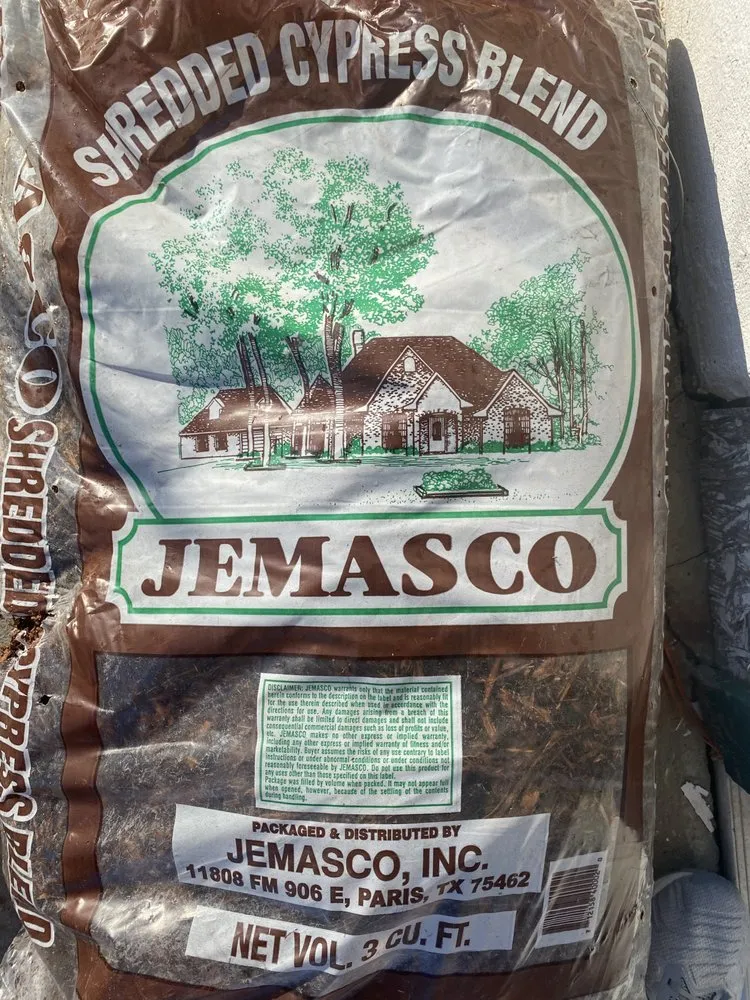 SHREDDED CYPRESS BLEND
JEMASCO
DISCLAIMER: JEMASCO warrants only that the material contained
herein conforms to the description on the label and is reasonably fit
for the use therein described when used in accordance with the
directions for use. Any damages arising from a breach of this
warranty shall be limited to direct damages and shall not include
consequential commercial damages such as loss of profits or value,
etc. JEMASCO makes no other express or implied warranty,
including any other express or implied warranty of fitness and/or
marketability. Buyer assumes the risks of any use contrary to label
instructions or under abnormal conditions or under conditions not
reasonably foreseeable by JEMASCO. Do not use this product for
any uses other than those specified on this label.
Package was filled by volume when packed. It may not appear full
when opened, however, because of the settling of the contents
during handling.
PACKAGED & DISTRIBUTED BY
JEMASCO, INC.
11808 FM 906 E, PARIS, TX 75462
NET VOL. 3 CU. FT.
SHREDDED CYPRESS BLEND